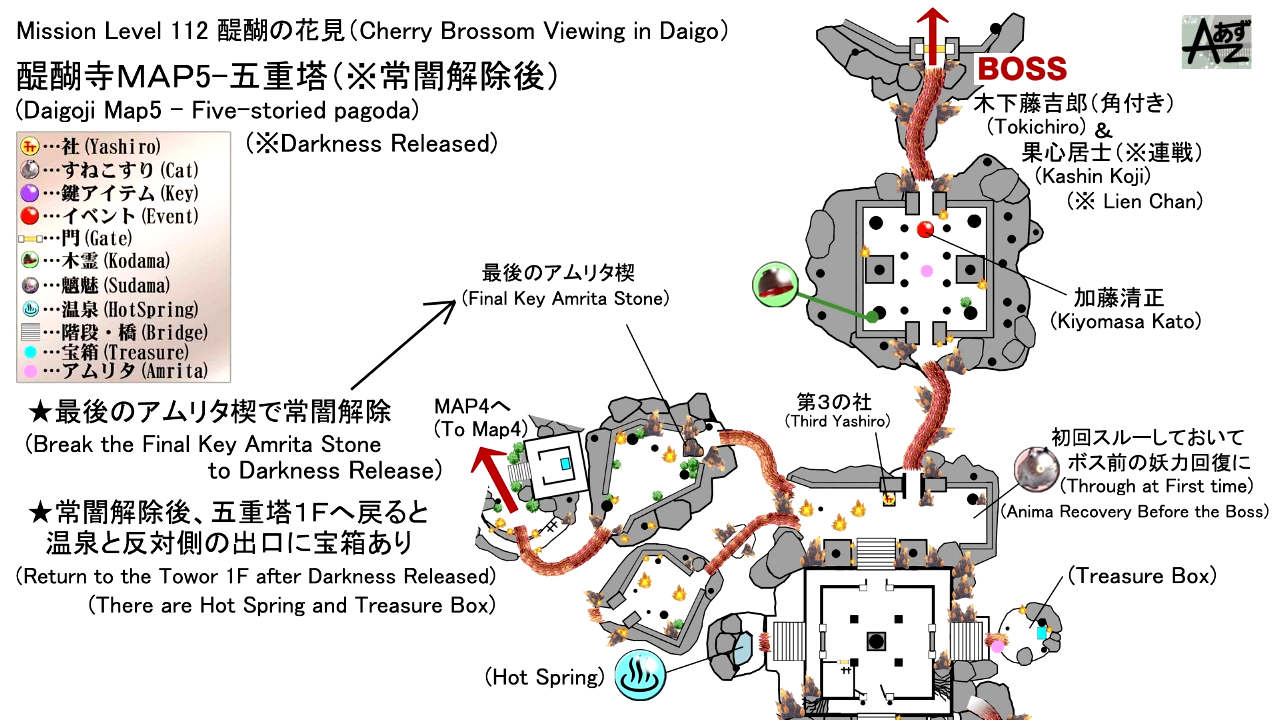 Mission Level 112 醍醐の花見(Cherry Brossom Viewing in Daigo)
醍醐寺MAP5-五重塔(※常闇解除後)
(Daigoji Map5 - Five-storied pagoda)
(※Darkness Released)
…社(Yashiro)
…すねこすり(Cat)
…鍵アイテム(Key)
…イベント(Event)
…門(Gate)
…木霊(Kodama)
…魑魅(Sudama)
…温泉(HotSpring)
…階段・橋(Bridge)
…宝箱(Treasure)
…アムリタ(Amrita)
★最後のアムリタ楔で常闇解除
(Break the Final Key Amrita Stone
to Darkness Release)
★常闇解除後、五重塔1Fへ戻ると
温泉と反対側の出口に宝箱あり
(Return to the Towor 1F after Darkness Released)
(There are Hot Spring and Treasure Box)
最後のアムリタ楔
(Final Key Amrita Stone)
MAP4へ
(To Map4)
(Hot Spring)
第3の社
(Third Yashiro)
Aあず
Z
BOSS
木下藤吉郎(角付き)
(Tokichiro) &
果心居士(※連戦)
(Kashin Koji)
(※ Lien Chan)
加藤清正
(Kiyomasa Kato)
初回スルーしておいて
ボス前の妖力回復に
(Through at First time)
(Anima Recovery Before the Boss)
(Treasure Box)